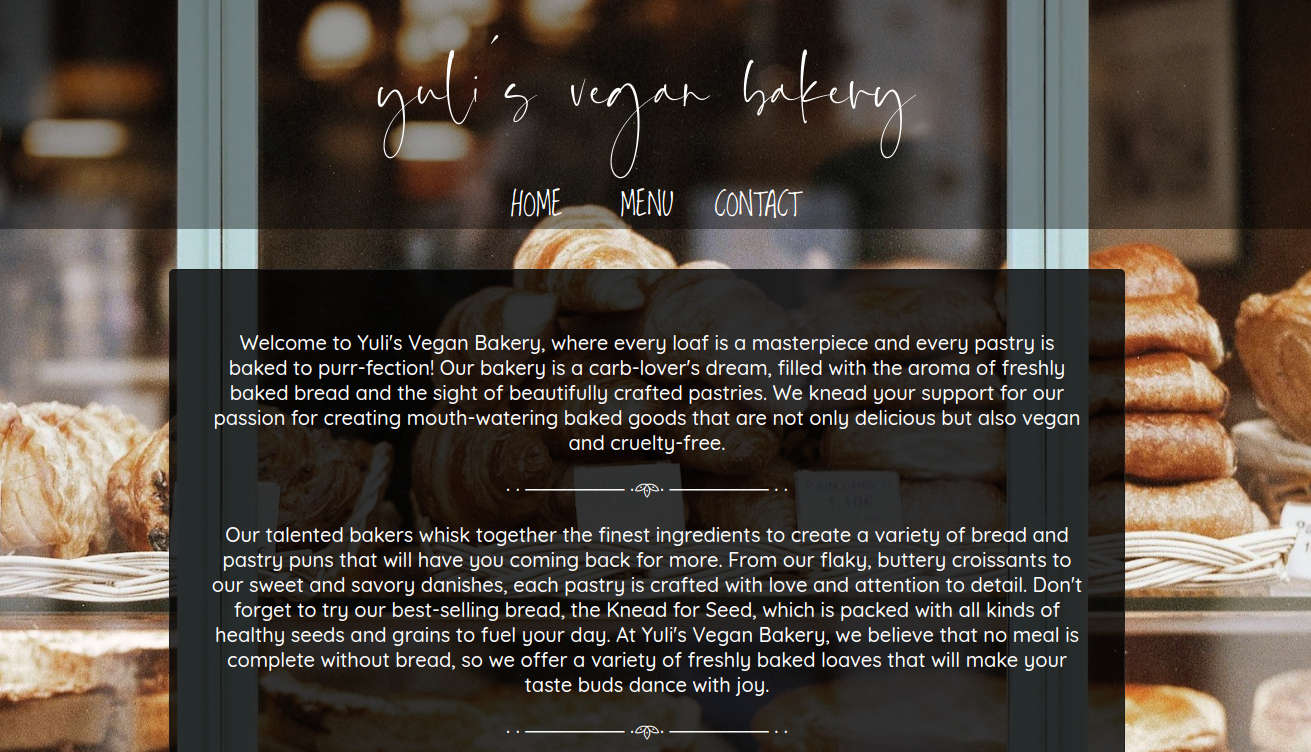 yuli's vegan bakery
HOME MENU CONTACT
Welcome to Yuli's Vegan Bakery, where every loaf is a masterpiece and every pastry is
baked to purr-fection! Our bakery is a carb-lover's dream, filled with the aroma of freshly
baked bread and the sight of beautifully crafted pastries. We knead your support for our
passion for creating mouth-watering baked goods that are not only delicious but also vegan
and cruelty-free.
PAIN CHOCO
1.10€
Our talented bakers whisk together the finest ingredients to create a variety of bread and
pastry puns that will have you coming back for more. From our flaky, buttery croissants to
our sweet and savory danishes, each pastry is crafted with love and attention to detail. Don't
forget to try our best-selling bread, the Knead for Seed, which is packed with all kinds of
healthy seeds and grains to fuel your day. At Yuli's Vegan Bakery, we believe that no meal is
complete without bread, so we offer a variety of freshly baked loaves that will make your
taste buds dance with joy.